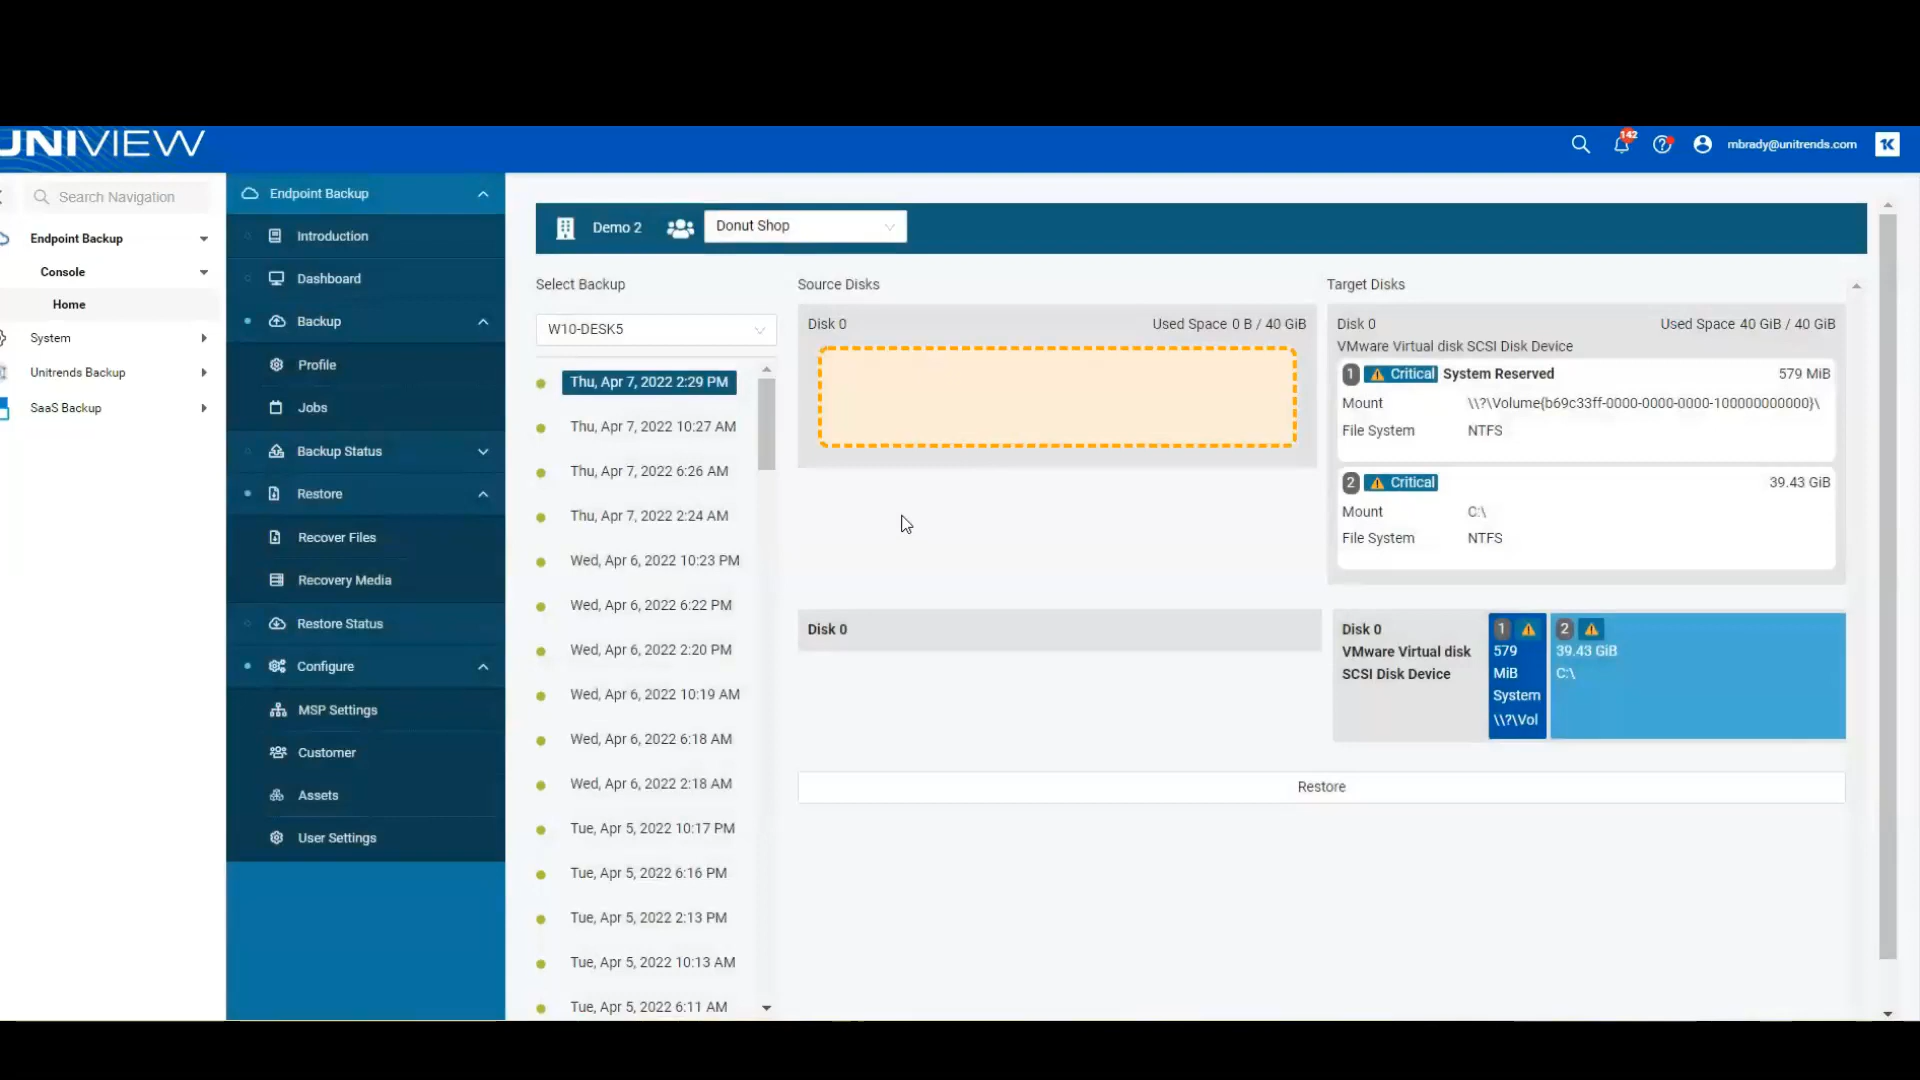 UNIVIEW
142
mbrady@unitrends.com
Search Navigation
Endpoint Backup
Console
Home
System
Unitrends Backup
SaaS Backup
Endpoint Backup
Introduction
Dashboard
Backup
Profile
Jobs
Backup Status
Restore
Recover Files
Recovery Media
Restore Status
Configure
MSP Settings
Customer
Assets
User Settings
Demo 2
Donut Shop
Select Backup
W10-DESK5
Thu, Apr 7, 2022 2:29 PM
Thu, Apr 7, 2022 10:27 AM
Thu, Apr 7, 2022 6:26 AM
Thu, Apr 7, 2022 2:24 AM
Wed, Apr 6, 2022 10:23 PM
Wed, Apr 6, 2022 6:22 PM
Wed, Apr 6, 2022 2:20 PM
Wed, Apr 6, 2022 10:19 AM
Wed, Apr 6, 2022 6:18 AM
Wed, Apr 6, 2022 2:18 AM
Tue, Apr 5, 2022 10:17 PM
Tue, Apr 5, 2022 6:16 PM
Tue, Apr 5, 2022 2:13 PM
Tue, Apr 5, 2022 10:13 AM
Tue, Apr 5, 2022 6:11 AM
Source Disks
Disk 0 Used Space 0 B / 40 GiB
Disk 0
Target Disks
Disk 0 Used Space 40 GiB / 40 GiB
VMware Virtual disk SCSI Disk Device
1 Critical System Reserved 579 MiB
Mount \\?\Volume{b69c33ff-0000-0000-0000-100000000000}\
File System NTFS
2 Critical 39.43 GiB
Mount C:\
File System NTFS
Disk 0
VMware Virtual disk
SCSI Disk Device
1
579
MiB
System
\\?\Vol
2
39.43 GiB
C:\
Restore